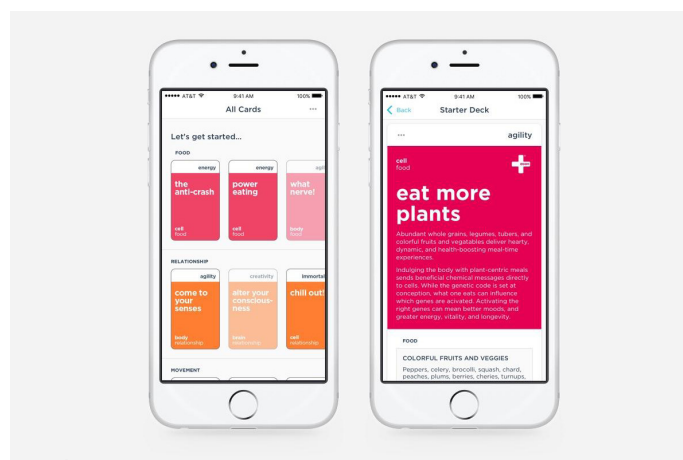 AT&T 9:41 AM 100%
All Cards
Let's get started...
FOOD
energy
the
anti-crash
cell
food
energy
power
eating
cell
food
agil
what
nerve!
body
food
RELATIONSHIP
agility
come to
your
senses
body
relationship
creativity
alter your
conscious-
ness
relationship
immortal
chill out!
cell
relationship
MOVEMENT
AT&T 9:41 AM 100%
Back Starter Deck
agility
cell
food
eat more
plants
Abundant whole grains, legumes, tubers, and
colorful fruits and vegatables deliver hearty,
dynamic, and health-boosting meal-time
experiences.
Indulging the body with plant-centric meals
sends beneficial chemical messages directly
to cells. While the genetic code is set at
conception, what one eats can influence
which genes are acivated. Activating the
right genes can mean better moods, and
greater energy, vitality, and longevity.
FOOD
COLORFUL FRUITS AND VEGGIES
Peppers, celery, brocolli, squash, chard,
peaches, plums, berries, cheries, turnups,